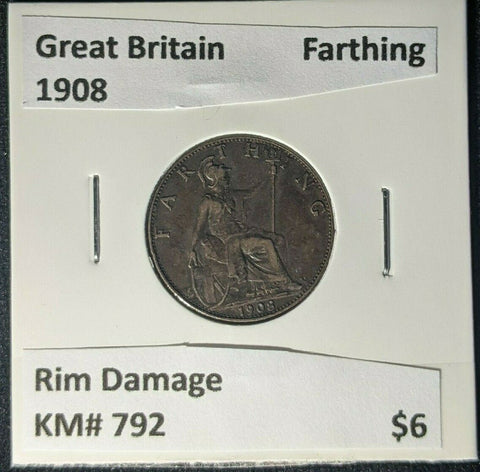 Great Britain Farthing
1908
FARTHING
1908
Rim Damage
KM# 792 $6